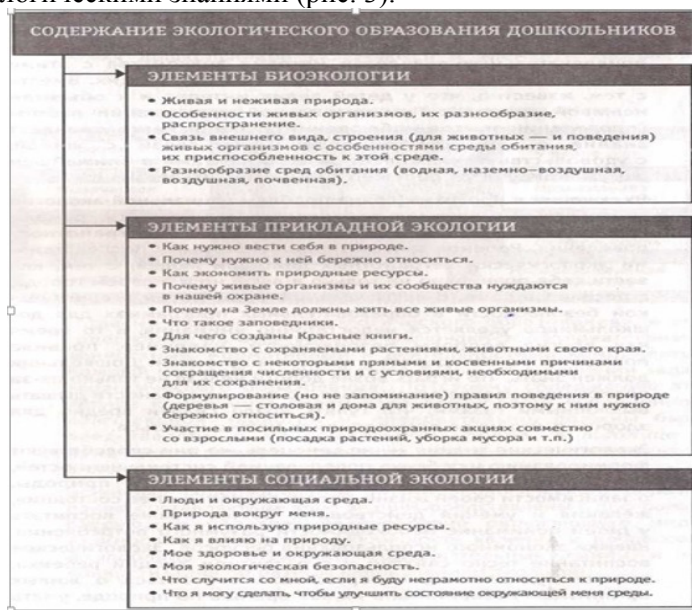 логическими знаниями (рис. 3).
СОДЕРЖАНИЕ ЭКОЛОГИЧЕСКОГО ОБРАЗОВАНИЯ ДОШКОЛЬНИКОВ
ЭЛЕМЕНТЫ БИОЭКОЛОГИИ
• Живая и неживая природа.
• Особенности живых организмов, их разнообразие,
распространение.
• Связь внешнего вида, строения (для животных — и поведения)
живых организмов с особенностями среды обитания,
их приспособленность к этой среде.
• Разнообразие сред обитания (водная, наземно–воздушная,
воздушная, почвенная).
ЭЛЕМЕНТЫ ПРИКЛАДНОЙ ЭКОЛОГИИ
• Как нужно вести себя в природе.
• Почему нужно к ней бережно относиться.
• Как экономить природные ресурсы.
• Почему живые организмы и их сообщества нуждаются
в нашей охране.
• Почему на Земле должны жить все живые организмы.
• Что такое заповедники.
• Для чего созданы Красные книги.
• Знакомство с охраняемыми растениями, животными своего края.
• Знакомство с некоторыми прямыми и косвенными причинами
сокращения численности и с условиями, необходимыми
для их сохранения.
• Формулирование (но не запоминание) правил поведения в природе
(деревья — столовая и дома для животных, поэтому к ним нужно
бережно относиться).
• Участие в посильных природоохранных акциях совместно
со взрослыми (посадка растений, уборка мусора и т.п.)
ЭЛЕМЕНТЫ СОЦИАЛЬНОЙ ЭКОЛОГИИ
• Люди и окружающая среда.
• Природа вокруг меня.
• Как я использую природные ресурсы.
• Как я влияю на природу.
• Мое здоровье и окружающая среда.
• Моя экологическая безопасность.
• Что случится со мной, если я буду неграмотно относиться к природе.
• Что я могу сделать, чтобы улучшить состояние окружающей меня среды.